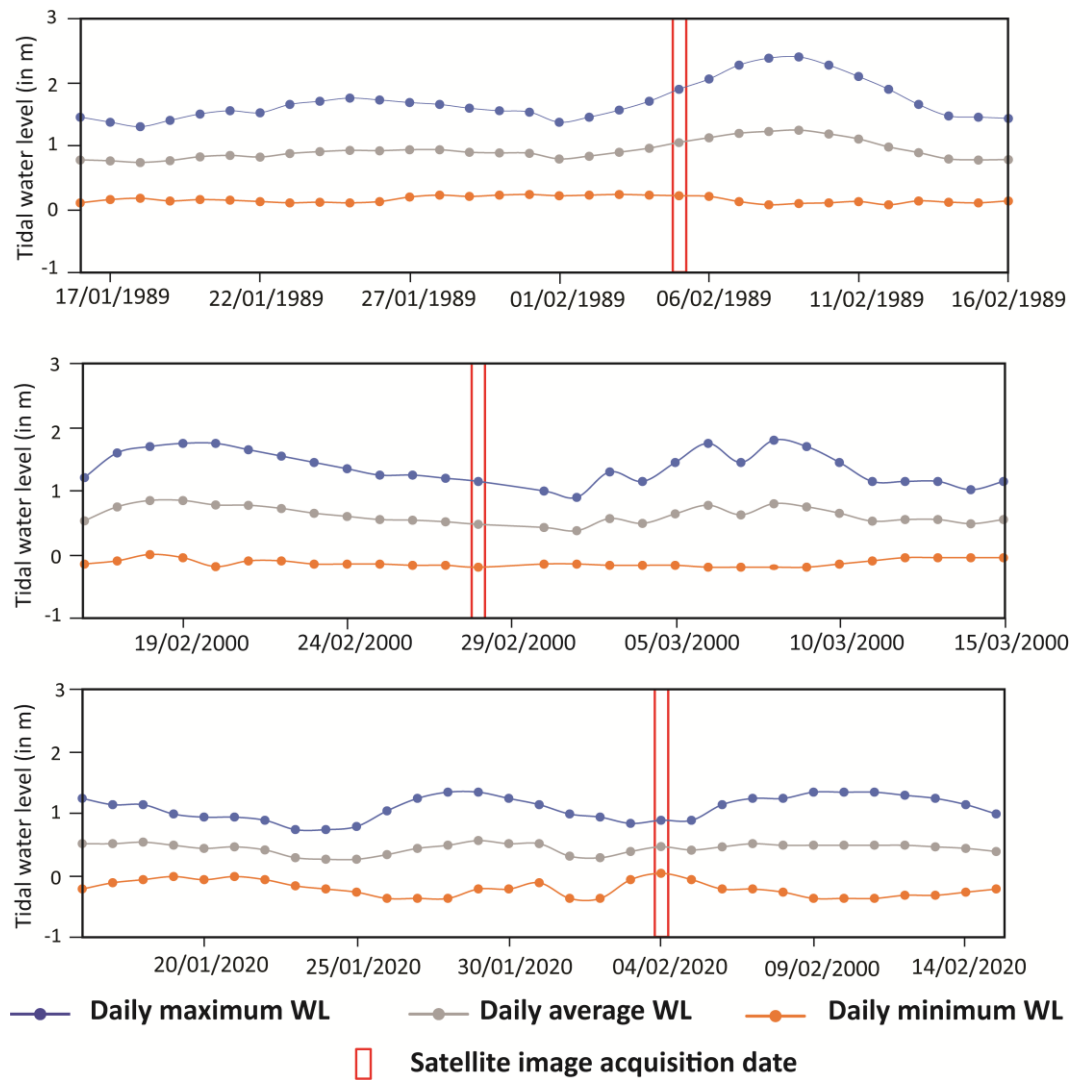 Tidal water level (in m)
3
2
1
0
-1
17/01/1989 22/01/1989 27/01/1989 01/02/1989 06/02/1989 11/02/1989 16/02/1989
Tidal water level (in m)
3
2
1
0
-1
19/02/2000 24/02/2000 29/02/2000 05/03/2000 10/03/2000 15/03/2000
Tidal water level (in m)
3
2
1
0
-1
20/01/2020 25/01/2020 30/01/2020 04/02/2020 09/02/2000 14/02/2020
Daily maximum WL Daily average WL Daily minimum WL
Satellite image acquisition date